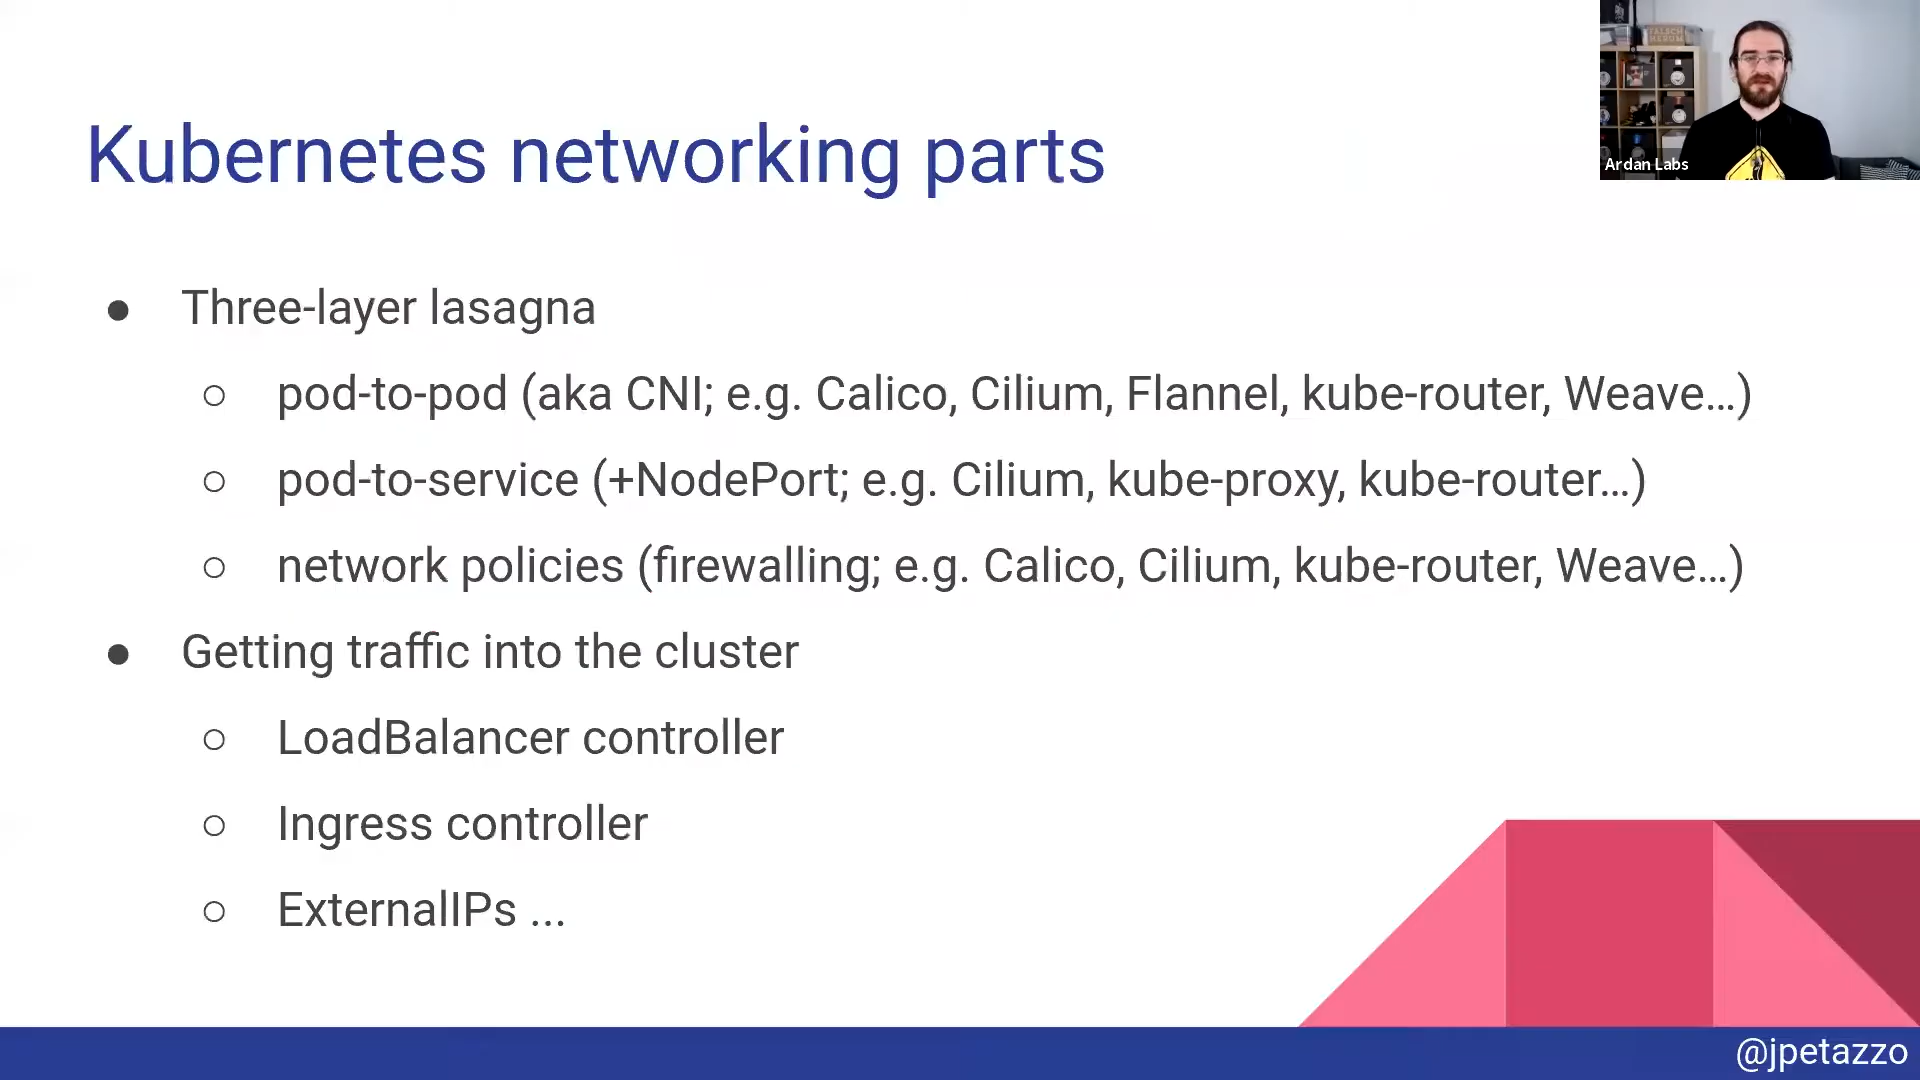 Kubernetes networking parts
Ardan Labs
● Three-layer lasagna
○ pod-to-pod (aka CNI; e.g. Calico, Cilium, Flannel, kube-router, Weave…)
○ pod-to-service (+NodePort; e.g. Cilium, kube-proxy, kube-router…)
○ network policies (firewalling; e.g. Calico, Cilium, kube-router, Weave…)
● Getting traffic into the cluster
○ LoadBalancer controller
○ Ingress controller
○ ExternalIPs ...
@jpetazzo